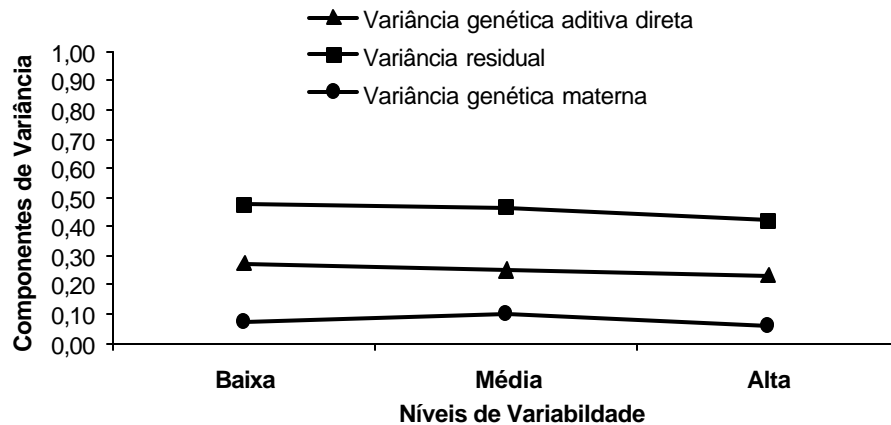 Variância genética aditiva direta
Variância residual
Variância genética materna
Componentes de Variância
1,00
0,90
0,80
0,70
0,60
0,50
0,40
0,30
0,20
0,10
0,00
Baixa
Média
Alta
Níveis de Variabildade